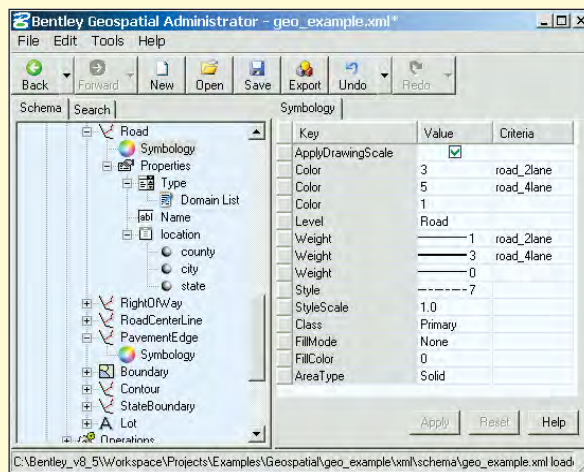 Bentley Geospatial Administrator - geo_example.xml*
File Edit Tools Help
Back Forward New Open Save Export Undo Redo
Schema Search
Road
Symbology
Properties
Type
Domain List
abl Name
location
county
city
state
RightOfWay
RoadCenterLine
PavementEdge
Symbology
Boundary
Contour
StateBoundary
A Lot
Operations
Symbology
Key Value Criteria
ApplyDrawingScale
Color 3 road_2lane
Color 5 road_4lane
Color 1
Level Road
Weight 1 road_2lane
Weight 3 road_4lane
Weight 0
Style 7
StyleScale 1.0
Class Primary
FillMode None
FillColor 0
AreaType Solid
Apply Reset Help
C:\Bentley_v8_5\Workspace\Projects\Examples\Geospatial\geo_example\xml\schema\geo_example.xml load